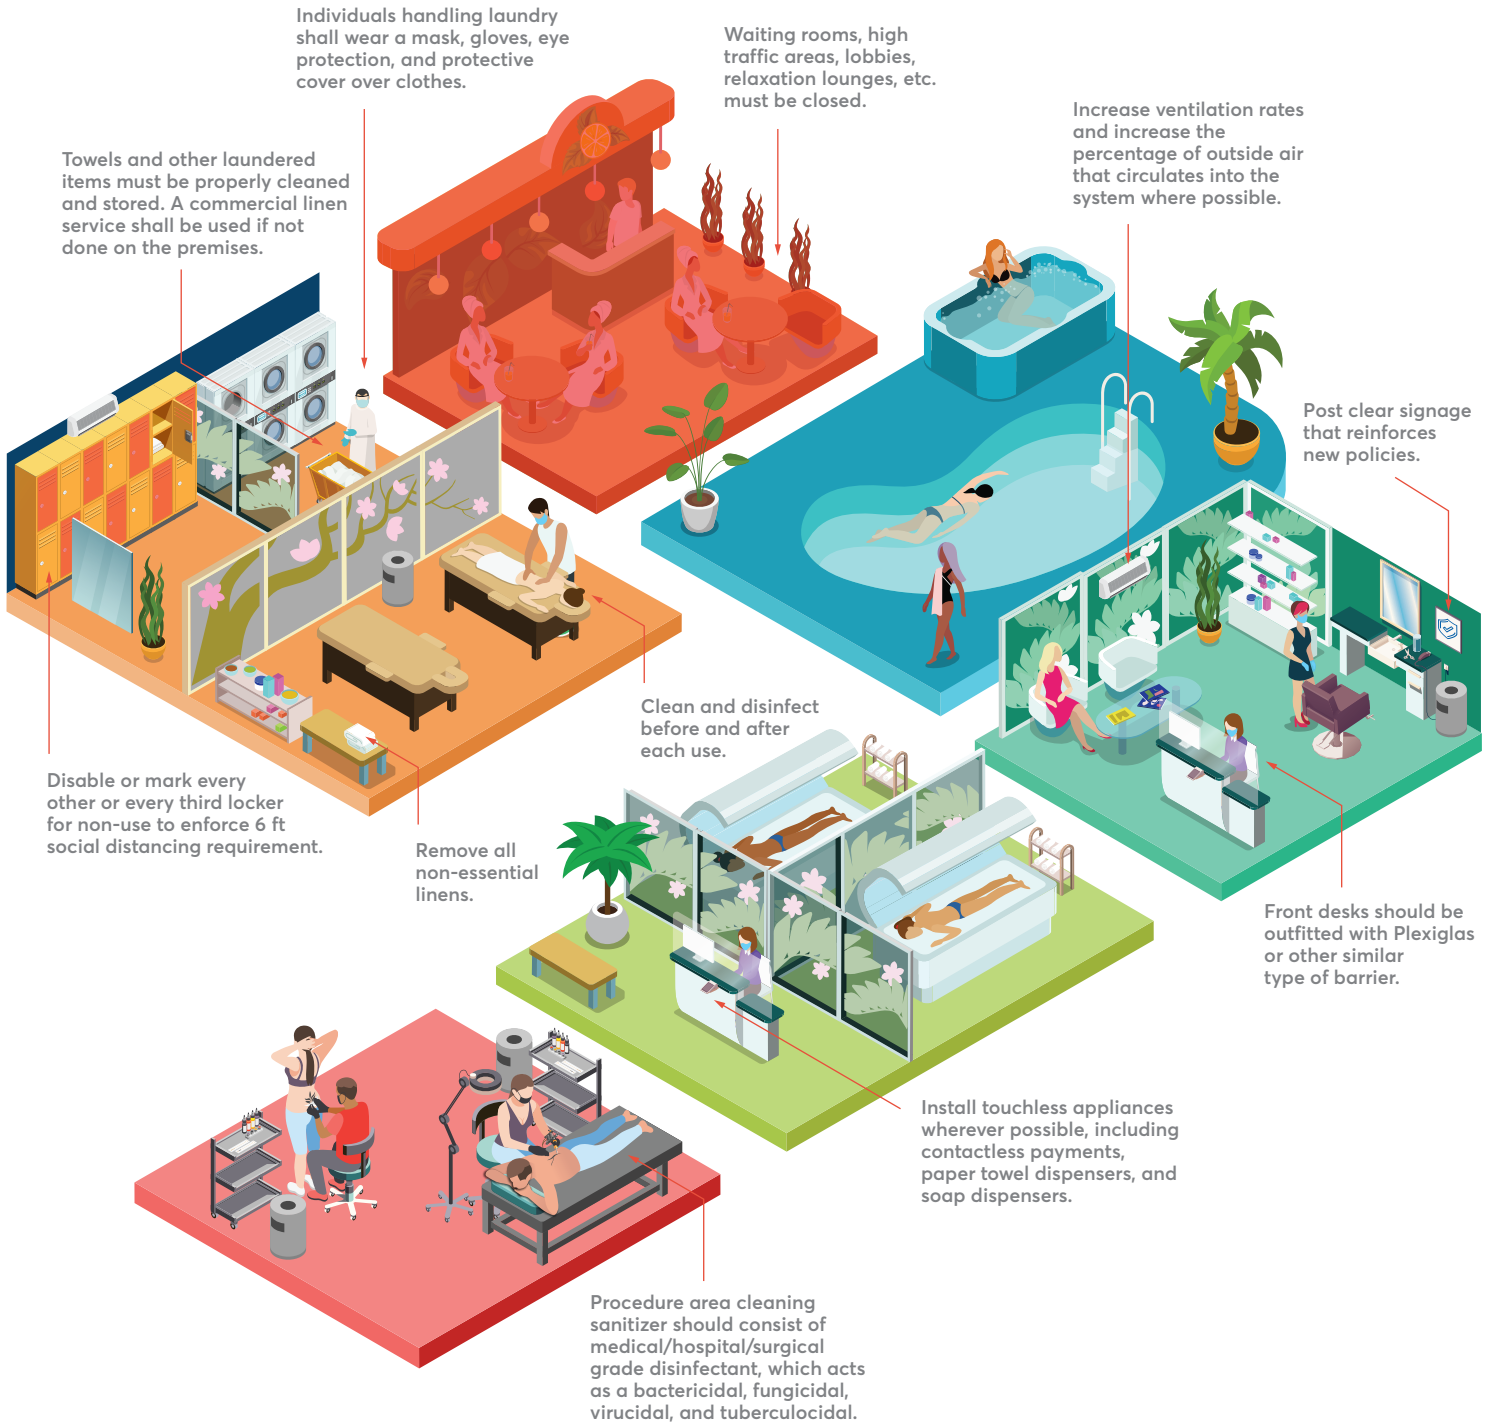 Individuals handling laundry
shall wear a mask, gloves, eye
protection, and protective
cover over clothes.
Waiting rooms, high
traffic areas, lobbies,
relaxation lounges, etc.
must be closed.
Increase ventilation rates
and increase the
percentage of outside air
that circulates into the
system where possible.
Towels and other laundered
items must be properly cleaned
and stored. A commercial linen
service shall be used if not
done on the premises.
Post clear signage
that reinforces
new policies.
Clean and disinfect
before and after
each use.
Disable or mark every
other or every third locker
for non-use to enforce 6 ft
social distancing requirement.
Remove all
non-essential
linens.
Front desks should be
outfitted with Plexiglas
or other similar
type of barrier.
Install touchless appliances
wherever possible, including
contactless payments,
paper towel dispensers, and
soap dispensers.
Procedure area cleaning
sanitizer should consist of
medical/hospital/surgical
grade disinfectant, which acts
as a bactericidal, fungicidal,
virucidal, and tuberculocidal.